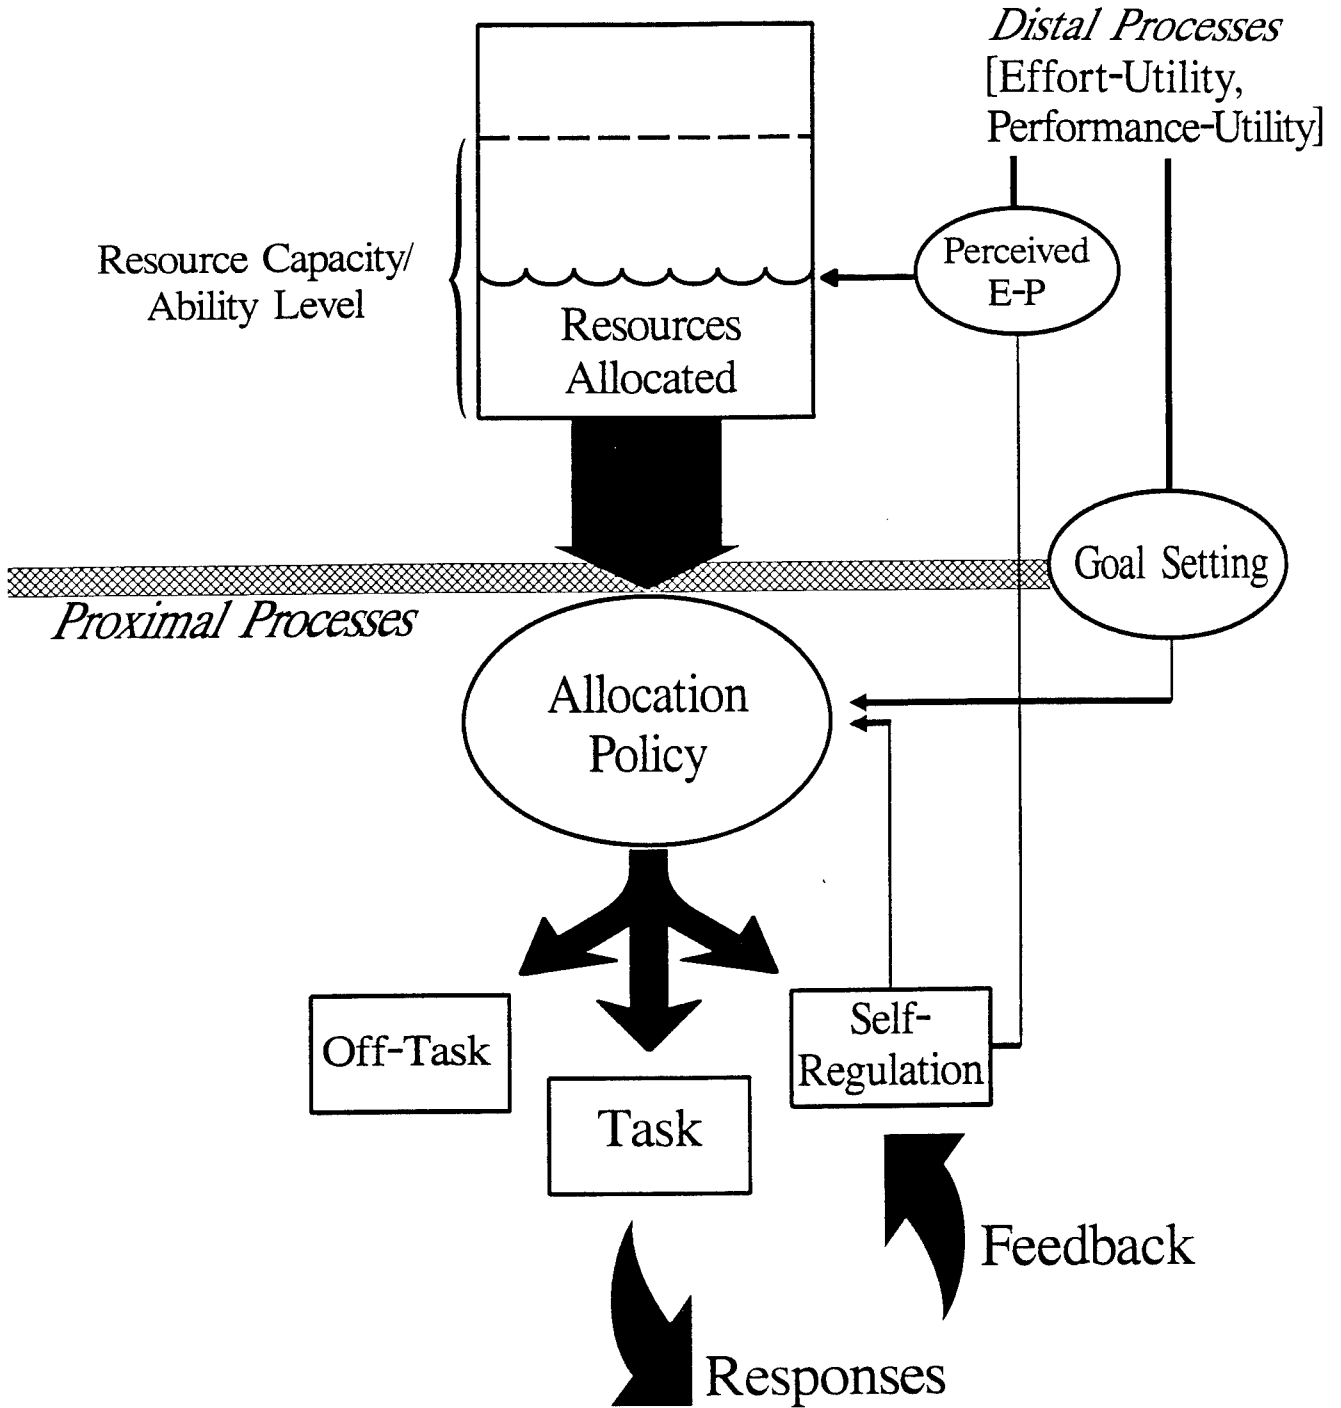 Distal Processes
[Effort-Utility,
Performance-Utility]
Resource Capacity/
Ability Level
Perceived
E-P
Resources
Allocated
Goal Setting
Proximal Processes
Allocation
Policy
Off-Task
Task
Self-
Regulation
Feedback
Responses